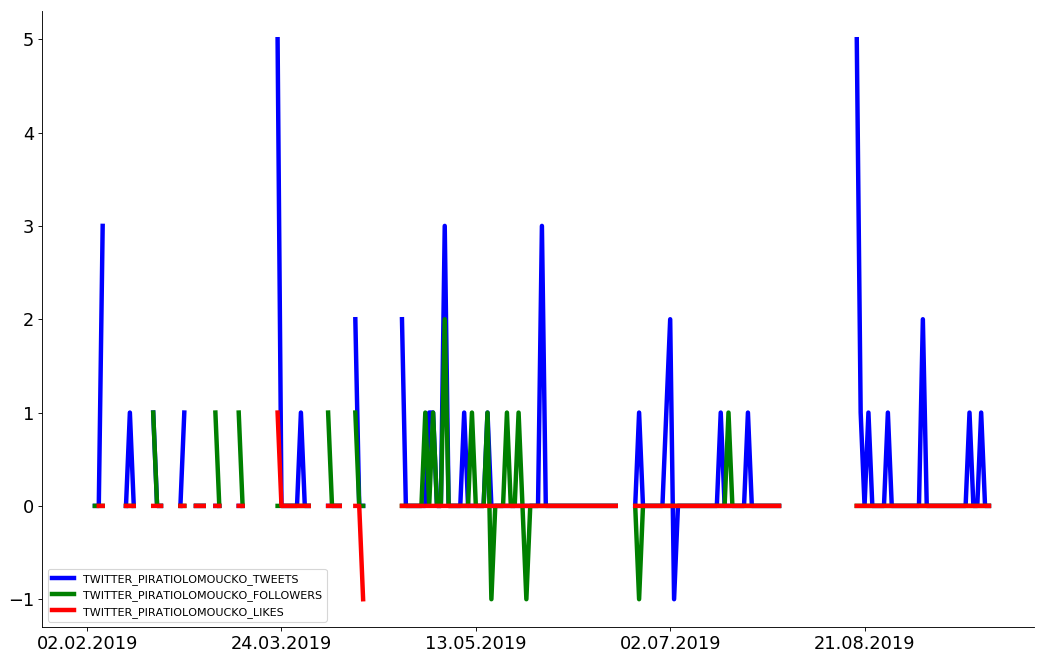 5
4
3
2
1
0
−1
TWITTER_PIRATIOLOMOUCKO_TWEETS
TWITTER_PIRATIOLOMOUCKO_FOLLOWERS
TWITTER_PIRATIOLOMOUCKO_LIKES
02.02.2019 24.03.2019 13.05.2019 02.07.2019 21.08.2019